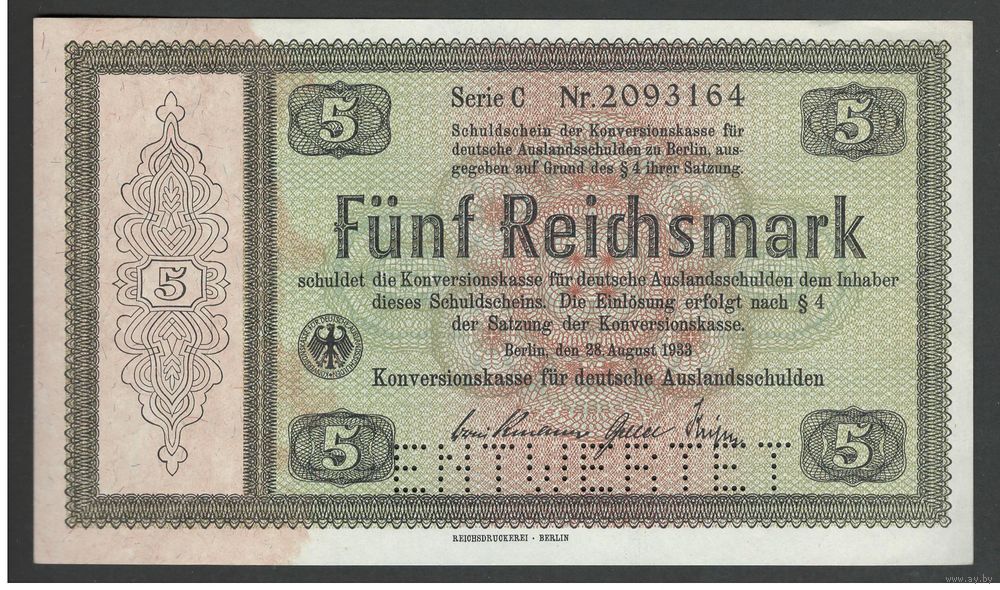 5
5
Serie C Nr. 2093164
Schuldschein der Konversionskasse für
deutsche Auslandsschulden zu Berlin, aus-
gegeben auf Grund des § 4 ihrer Satzung.
Fünf Reichsmark
schuldet die Konversionskasse für deutsche Auslandsschulden dem Inhaber
dieses Schuldscheins. Die Einlösung erfolgt nach § 4
der Satzung der Konversionskasse.
5
Berlin, den 28. August 1933
Konversionskasse für deutsche Auslandsschulden
5
5
ENTWERTET
REICHSDRUCKEREI · BERLIN
www.ay.by